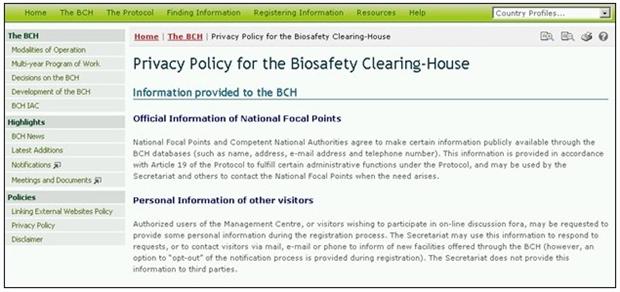 Home The BCH The Protocol Finding Information Registering Information Resources Help Country Profiles...
The BCH
Modalities of Operation
Multi-year Program of Work
Decisions on the BCH
Development of the BCH
BCH IAC
Highlights
BCH News
Latest Additions
Notifications
Meetings and Documents
Policies
Linking External Websites Policy
Privacy Policy
Disclaimer
Home | The BCH | Privacy Policy for the Biosafety Clearing-House
Privacy Policy for the Biosafety Clearing-House
Information provided to the BCH
Official Information of National Focal Points
National Focal Points and Competent National Authorities agree to make certain information publicly available through the
BCH databases (such as name, address, e-mail address and telephone number). This information is provided in accordance
with Article 19 of the Protocol to fulfill certain administrative functions under the Protocol, and may be used by the
Secretariat and others to contact the National Focal Points when the need arises.
Personal Information of other visitors
Authorized users of the Management Centre, or visitors wishing to participate in on-line discussion fora, may be requested to
provide some personal information during the registration process. The Secretariat may use this information to respond to
requests, or to contact visitors via mail, e-mail or phone to inform of new facilities offered through the BCH (however, an
option to "opt-out" of the notification process is provided during registration). The Secretariat does not provide this
information to third parties.